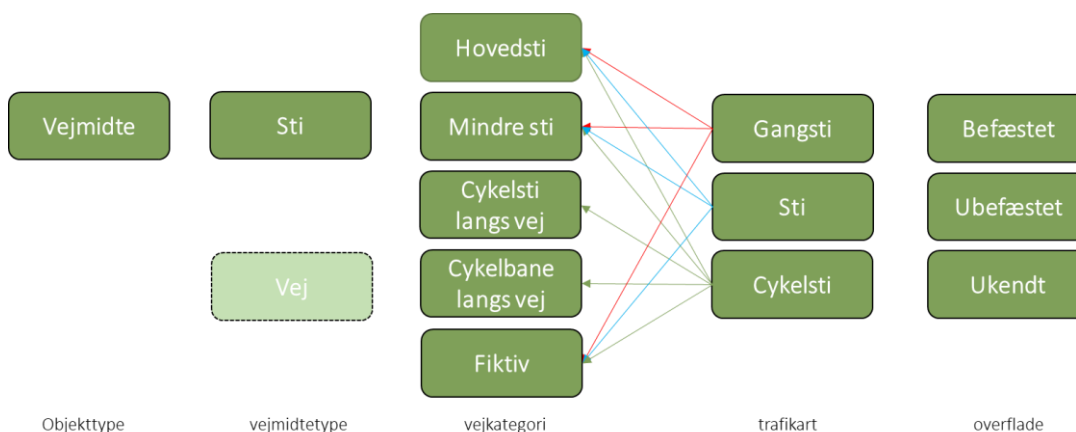 Hovedsti
Vejmidte
Sti
Mindre sti
Gangsti
Befæstet
Cykelsti
langs vej
Sti
Ubefæstet
Vej
Cykelbane
langs vej
Cykelsti
Ukendt
Fiktiv
Objekttype
vejmidtetype
vejkategori
trafikart
overflade